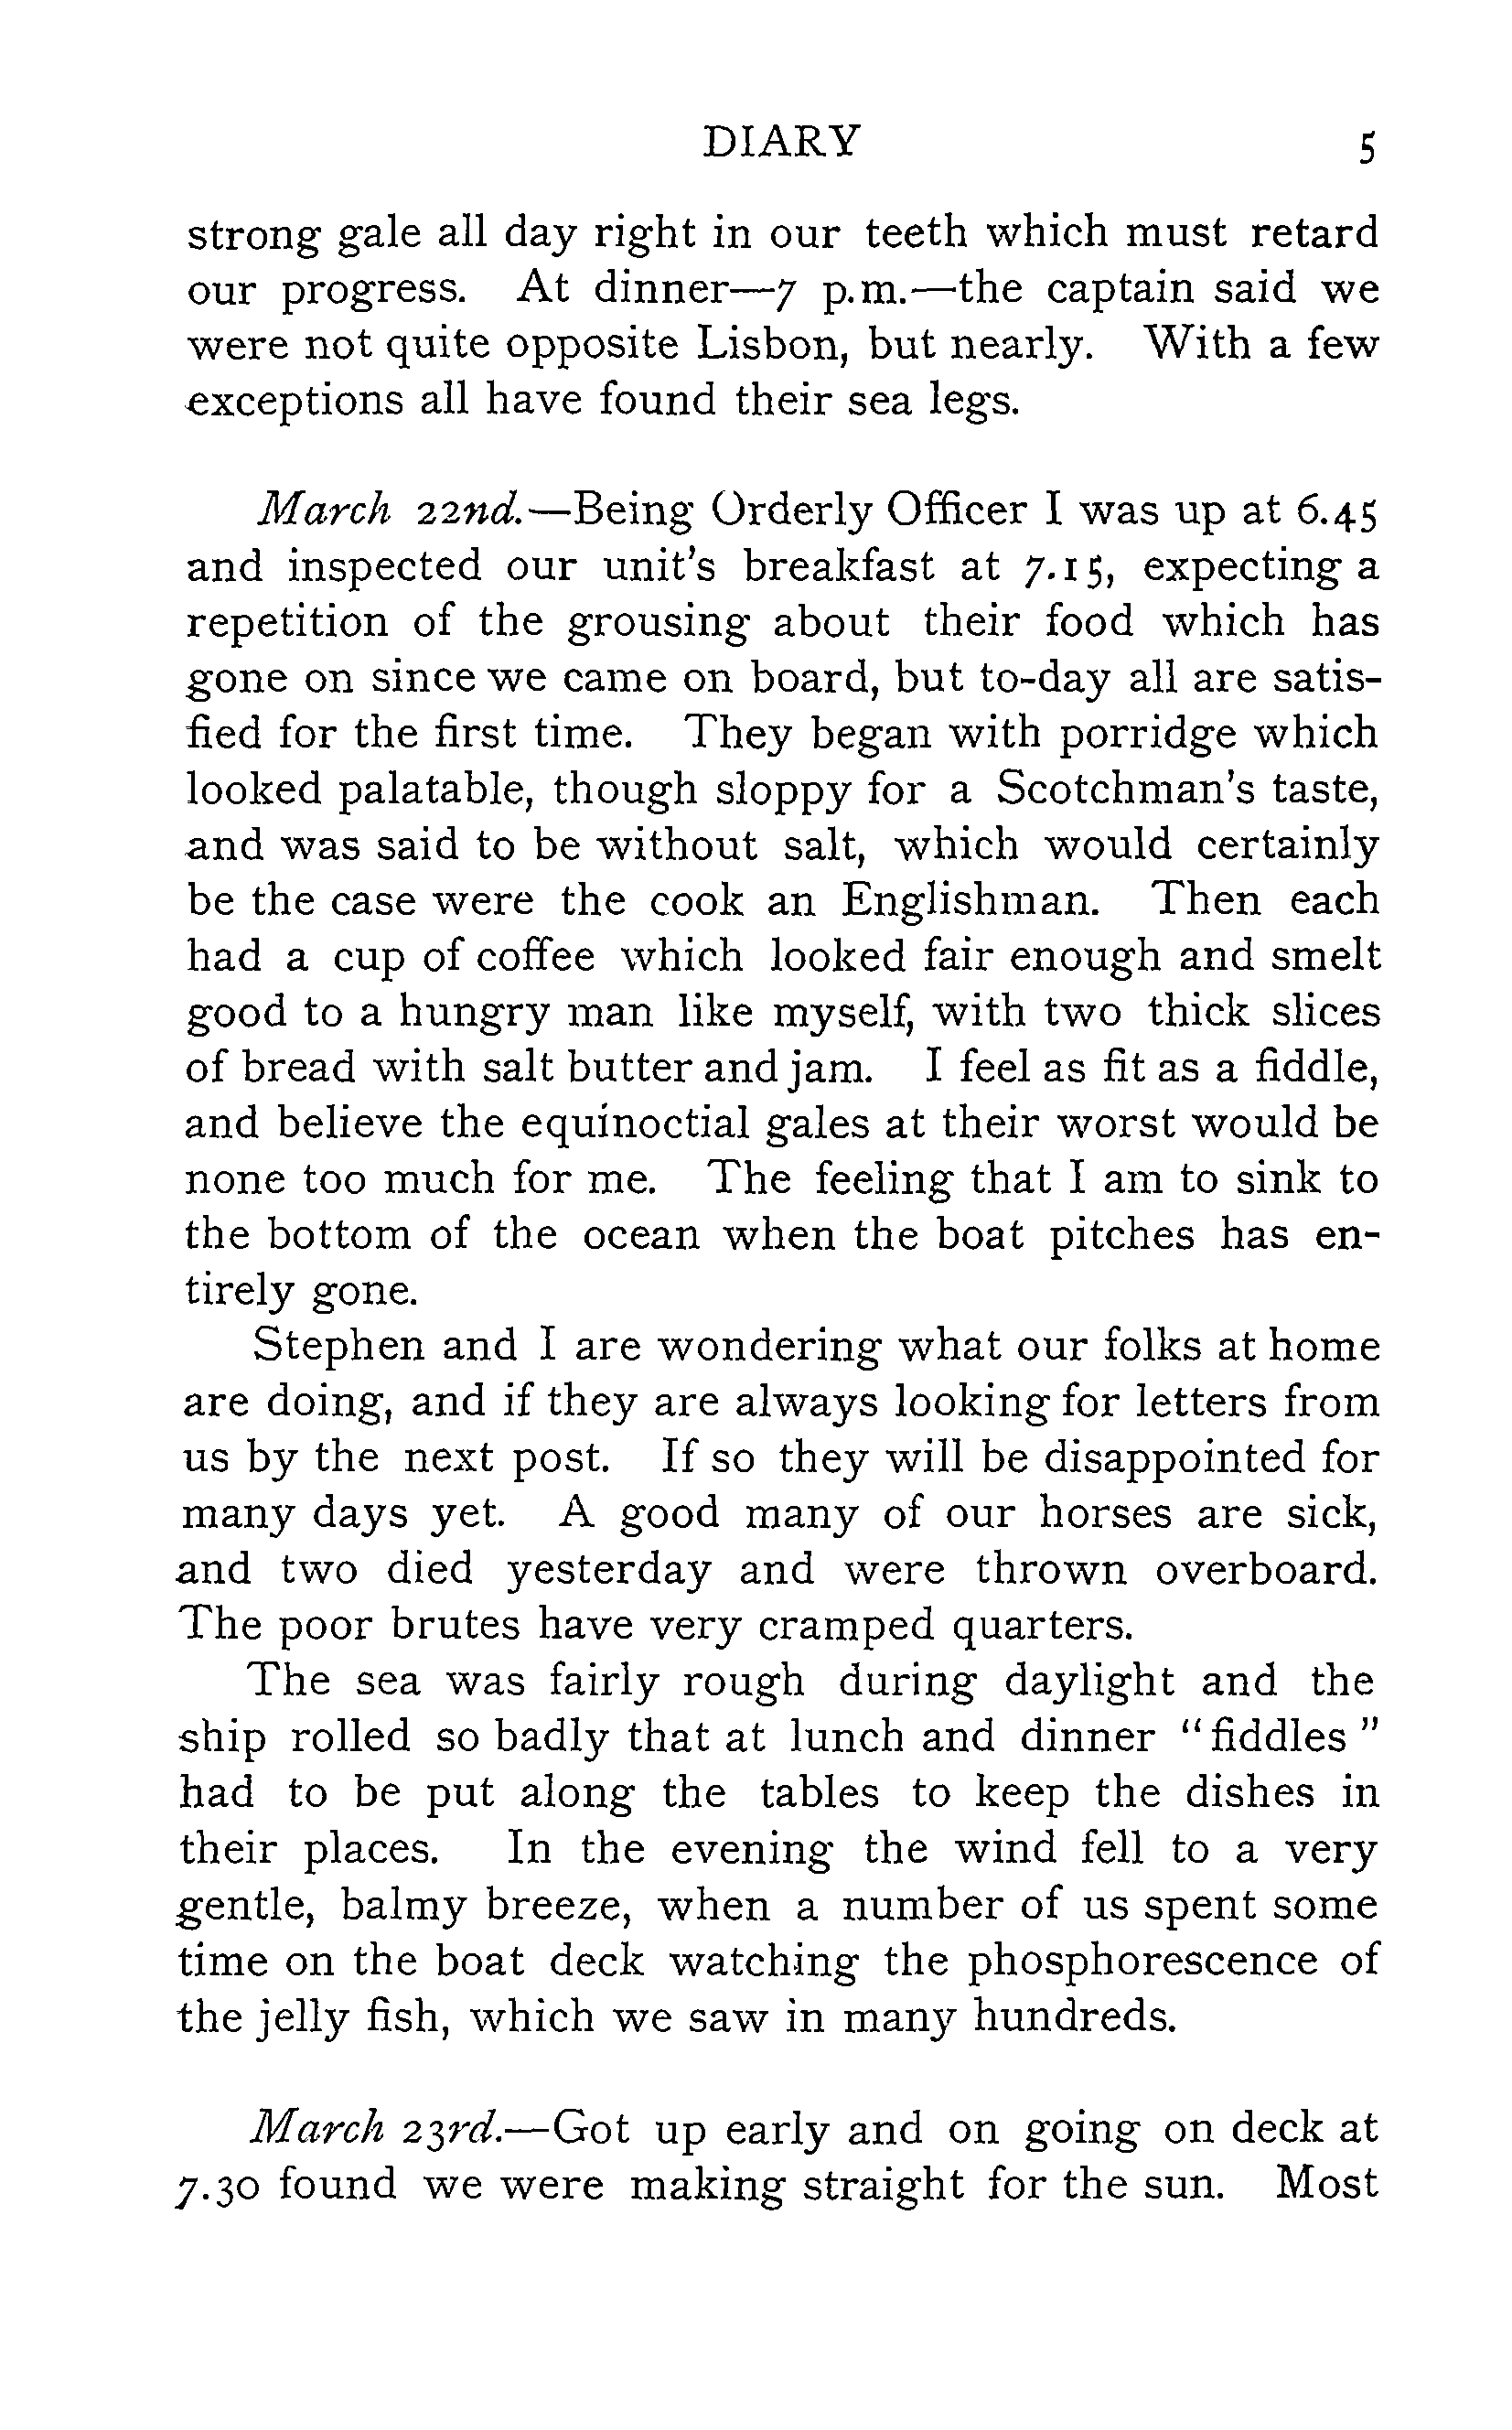 DIARY 5
strong gale all day right in our teeth which must retard
our progress. At dinner—7 p.m.—the captain said we
were not quite opposite Lisbon, but nearly. With a few
exceptions all have found their sea legs.
March 22nd.—Being Orderly Officer I was up at 6.45
and inspected our unit's breakfast at 7.15, expecting a
repetition of the grousing about their food which has
gone on since we came on board, but to-day all are satis-
fied for the first time. They began with porridge which
looked palatable, though sloppy for a Scotchman's taste,
and was said to be without salt, which would certainly
be the case were the cook an Englishman. Then each
had a cup of coffee which looked fair enough and smelt
good to a hungry man like myself, with two thick slices
of bread with salt butter and jam. I feel as fit as a fiddle,
and believe the equinoctial gales at their worst would be
none too much for me. The feeling that I am to sink to
the bottom of the ocean when the boat pitches has en-
tirely gone.
Stephen and I are wondering what our folks at home
are doing, and if they are always looking for letters from
us by the next post. If so they will be disappointed for
many days yet. A good many of our horses are sick,
and two died yesterday and were thrown overboard.
The poor brutes have very cramped quarters.
The sea was fairly rough during daylight and the
ship rolled so badly that at lunch and dinner "fiddles"
had to be put along the tables to keep the dishes in
their places. In the evening the wind fell to a very
gentle, balmy breeze, when a number of us spent some
time on the boat deck watching the phosphorescence of
the jelly fish, which we saw in many hundreds.
March 23rd.—Got up early and on going on deck at
7.30 found we were making straight for the sun. Most